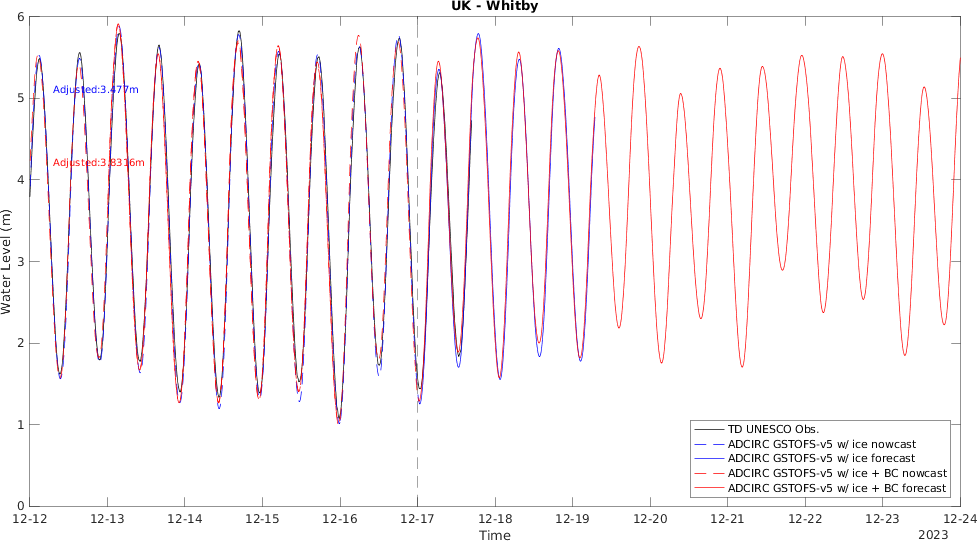 UK - Whitby
6
5
4
3
2
1
0
Water Level (m)
Adjusted:3.477m
Adjusted:3.8316m
TD UNESCO Obs.
ADCIRC GSTOFS-v5 w/ ice nowcast
ADCIRC GSTOFS-v5 w/ ice forecast
ADCIRC GSTOFS-v5 w/ ice + BC nowcast
ADCIRC GSTOFS-v5 w/ ice + BC forecast
12-12 12-13 12-14 12-15 12-16 12-17 12-18 12-19 12-20 12-21 12-22 12-23 12-24
Time
2023